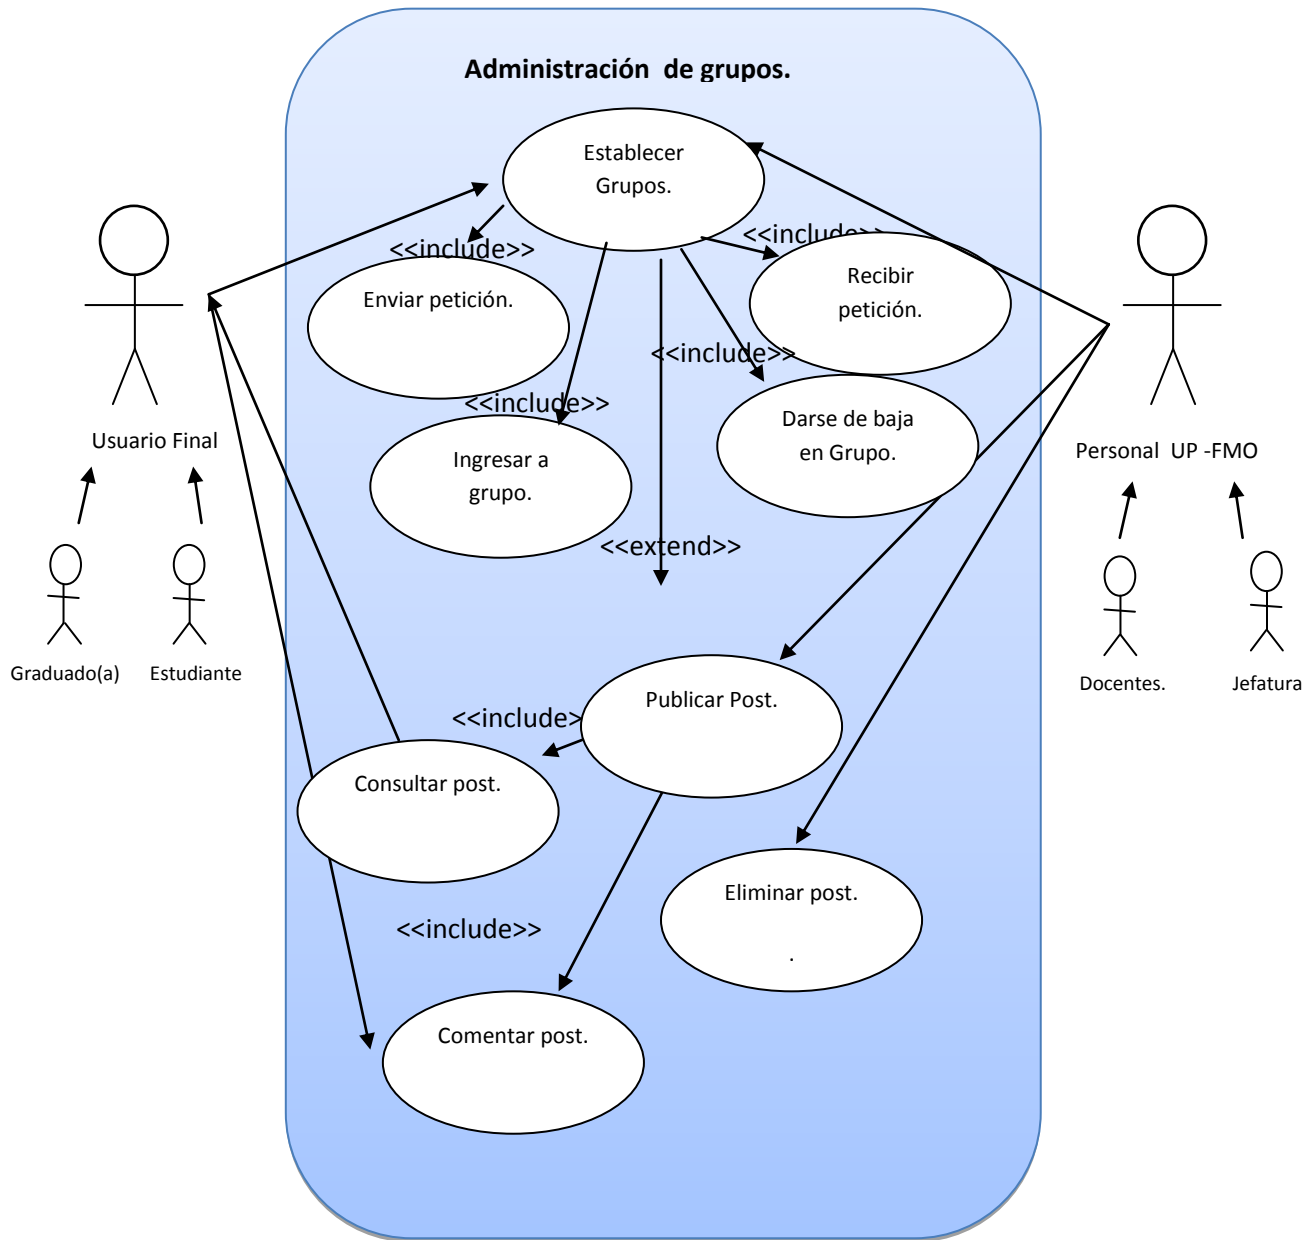 Administración de grupos.
Establecer
Grupos.
<<include>>
<<include>>
Enviar petición.
Recibir
petición.
<<include>>
<<include>>
Ingresar a
grupo.
Darse de baja
en Grupo.
Usuario Final
Personal UP -FMO
<<extend>>
Graduado(a)
Estudiante
Docentes.
Jefatura
Publicar Post.
<<include>
Consultar post.
Eliminar post.
.
<<include>>
Comentar post.